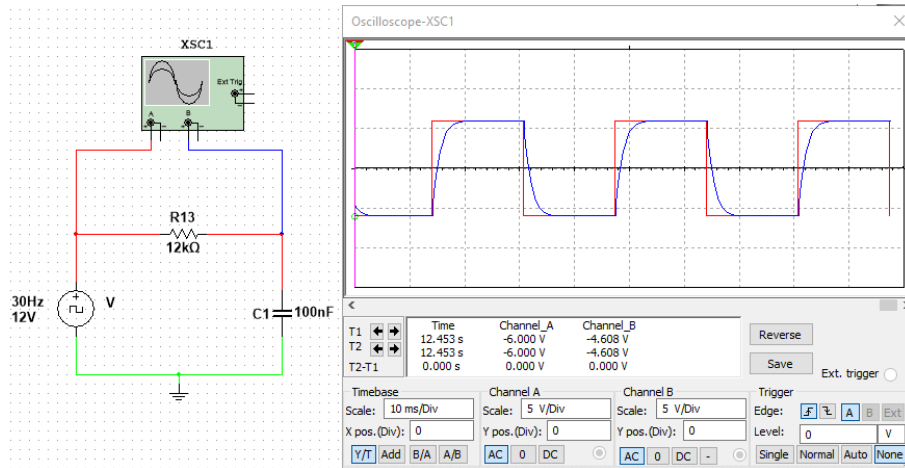 Oscilloscope-XSC1
XSC1
Ext Trig
A
B
R13
12kΩ
30Hz
12V
V
C1
100nF
Time Channel_A Channel_B
T1 12.453 s -6.000 V -4.608 V
T2 12.453 s -6.000 V -4.608 V
T2-T1 0.000 s 0.000 V 0.000 V
Reverse
Save
Ext. trigger
Timebase
Scale: 10 ms/Div
X pos.(Div): 0
Y/T Add B/A A/B
Channel A
Scale: 5 V/Div
Y pos.(Div): 0
AC 0 DC
Channel B
Scale: 5 V/Div
Y pos.(Div): 0
AC 0 DC -
Trigger
Edge: A B Ext
Level: 0 V
Single Normal Auto None